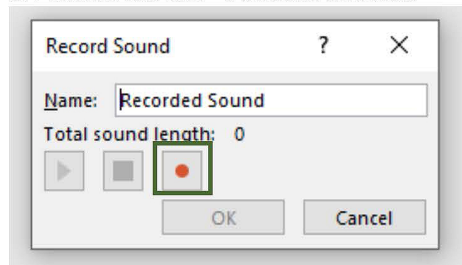 Record Sound ? ×
Name: Recorded Sound
Total sound length: 0
OK Cancel